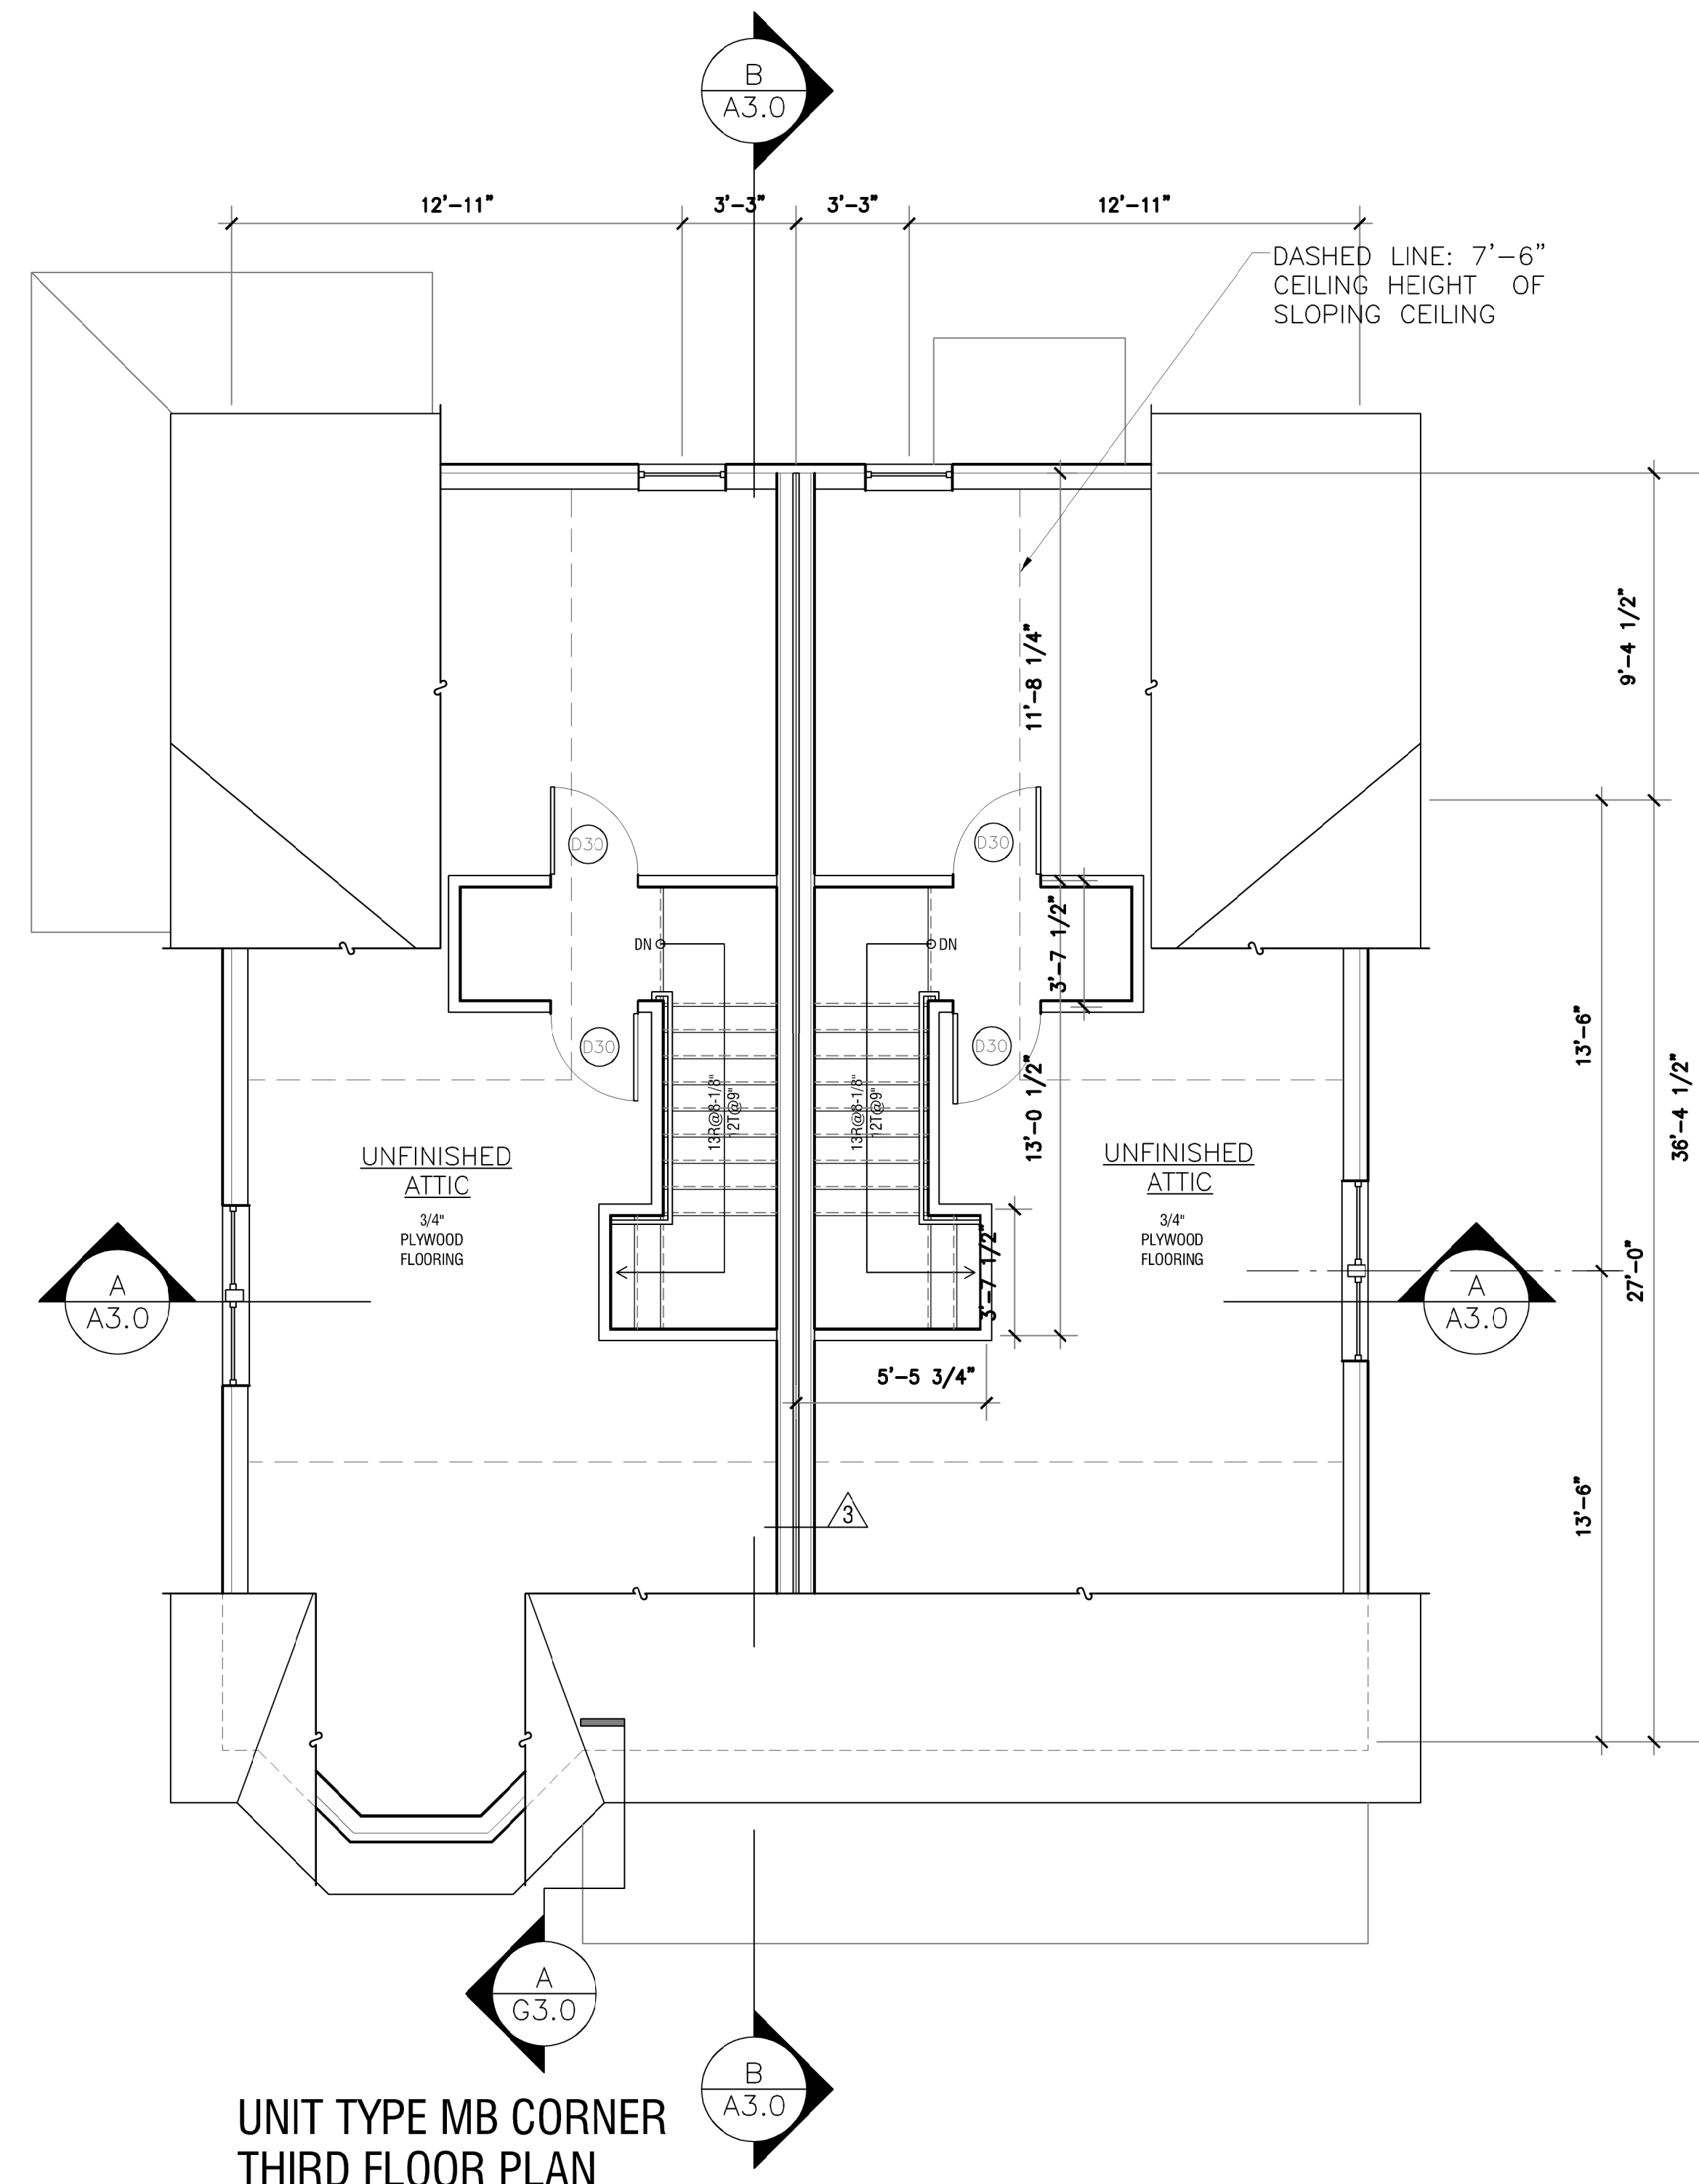 B
A3.0
12'-11"
3'-3"
3'-3"
12'-11"
DASHED LINE: 7'-6"
CEILING HEIGHT OF
SLOPING CEILING
9'-4 1/2"
11'-8 1/4"
D30
D30
3'-7 1/2"
DN
DN
13'-6"
D30
D30
36'-4 1/2"
13R@8-1/8"
12T@9"
13R@8-1/8"
12T@9"
13'-0 1/2"
UNFINISHED
ATTIC
3/4"
PLYWOOD
FLOORING
UNFINISHED
ATTIC
3/4"
PLYWOOD
FLOORING
3'-7 1/2"
27'-0"
A
A3.0
A
A3.0
5'-5 3/4"
13'-6"
3
A
G3.0
B
A3.0
UNIT TYPE MB CORNER
THIRD FLOOR PLAN